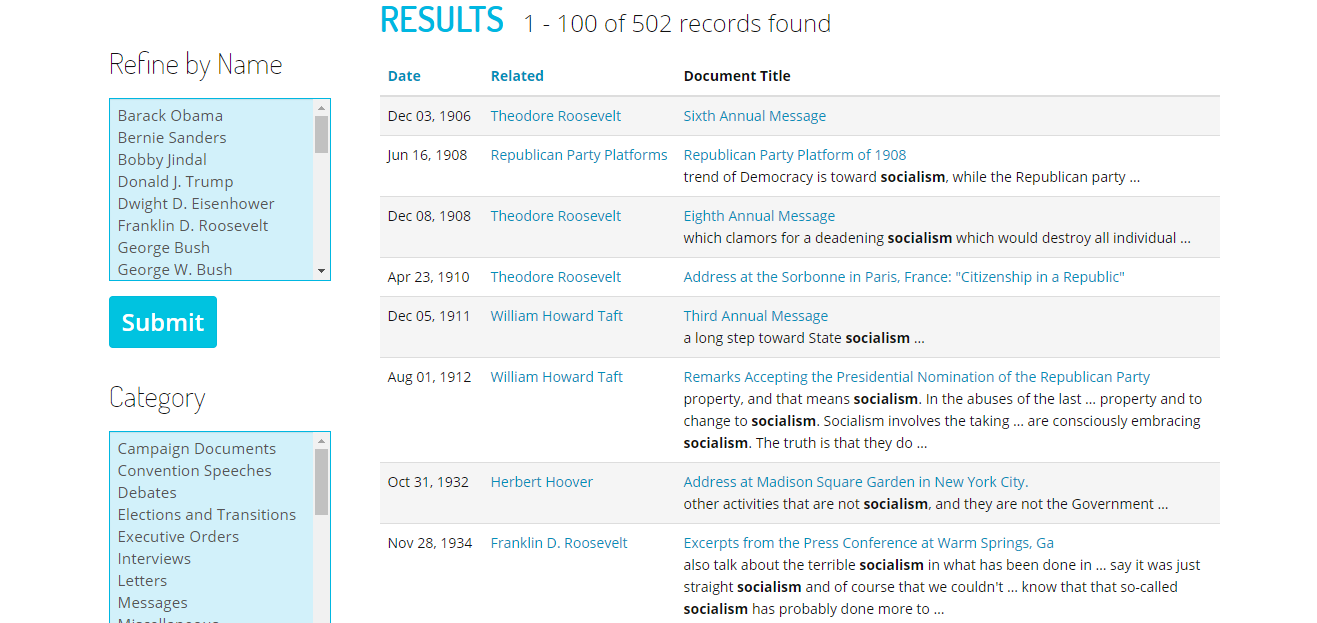 RESULTS 1 - 100 of 502 records found
Refine by Name
Barack Obama
Bernie Sanders
Bobby Jindal
Donald J. Trump
Dwight D. Eisenhower
Franklin D. Roosevelt
George Bush
George W. Bush
Submit
Category
Campaign Documents
Convention Speeches
Debates
Elections and Transitions
Executive Orders
Interviews
Letters
Messages
Miscellaneous
Date Related Document Title
Dec 03, 1906 Theodore Roosevelt Sixth Annual Message
Jun 16, 1908 Republican Party Platforms Republican Party Platform of 1908
trend of Democracy is toward socialism, while the Republican party ...
Dec 08, 1908 Theodore Roosevelt Eighth Annual Message
which clamors for a deadening socialism which would destroy all individual ...
Apr 23, 1910 Theodore Roosevelt Address at the Sorbonne in Paris, France: "Citizenship in a Republic"
Dec 05, 1911 William Howard Taft Third Annual Message
a long step toward State socialism ...
Aug 01, 1912 William Howard Taft Remarks Accepting the Presidential Nomination of the Republican Party
property, and that means socialism. In the abuses of the last ... property and to
change to socialism. Socialism involves the taking ... are consciously embracing
socialism. The truth is that they do ...
Oct 31, 1932 Herbert Hoover Address at Madison Square Garden in New York City.
other activities that are not socialism, and they are not the Government ...
Nov 28, 1934 Franklin D. Roosevelt Excerpts from the Press Conference at Warm Springs, Ga
also talk about the terrible socialism in what has been done in ... say it was just
straight socialism and of course that we couldn't ... know that that so-called
socialism has probably done more to ...